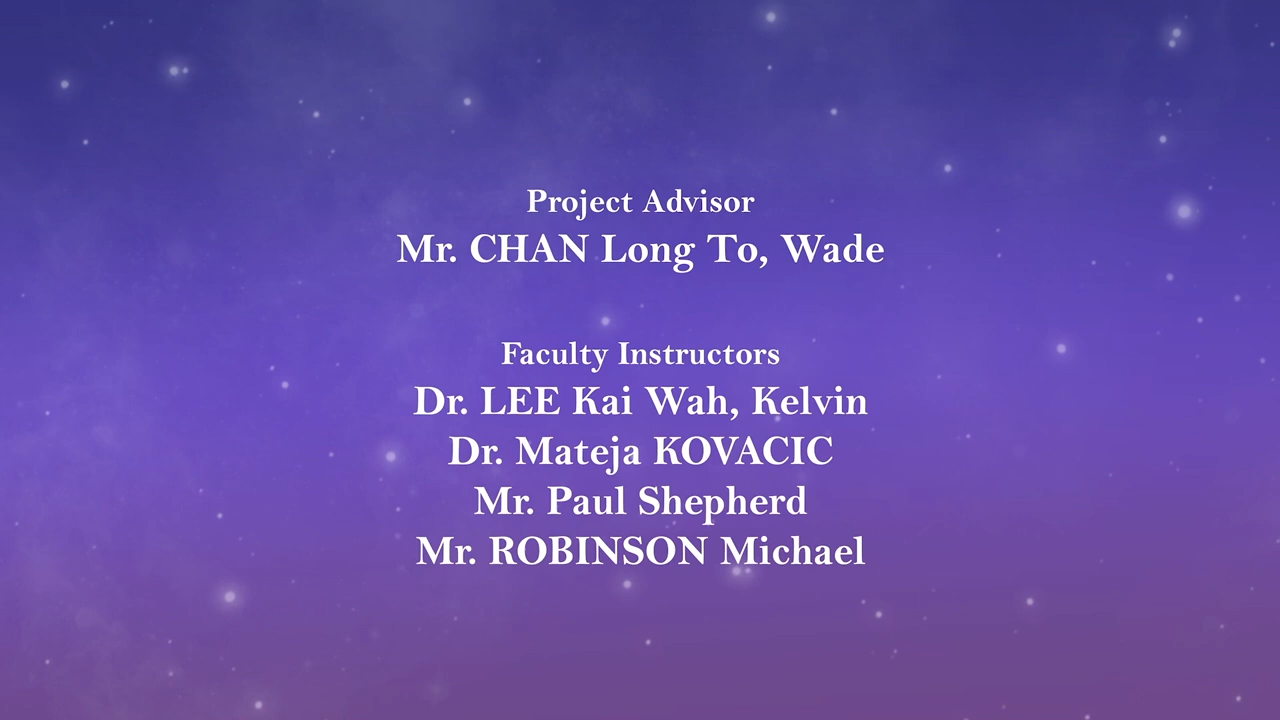 Project Advisor
Mr. CHAN Long To, Wade
Faculty Instructors
Dr. LEE Kai Wah, Kelvin
Dr. Mateja KOVACIC
Mr. Paul Shepherd
Mr. ROBINSON Michael